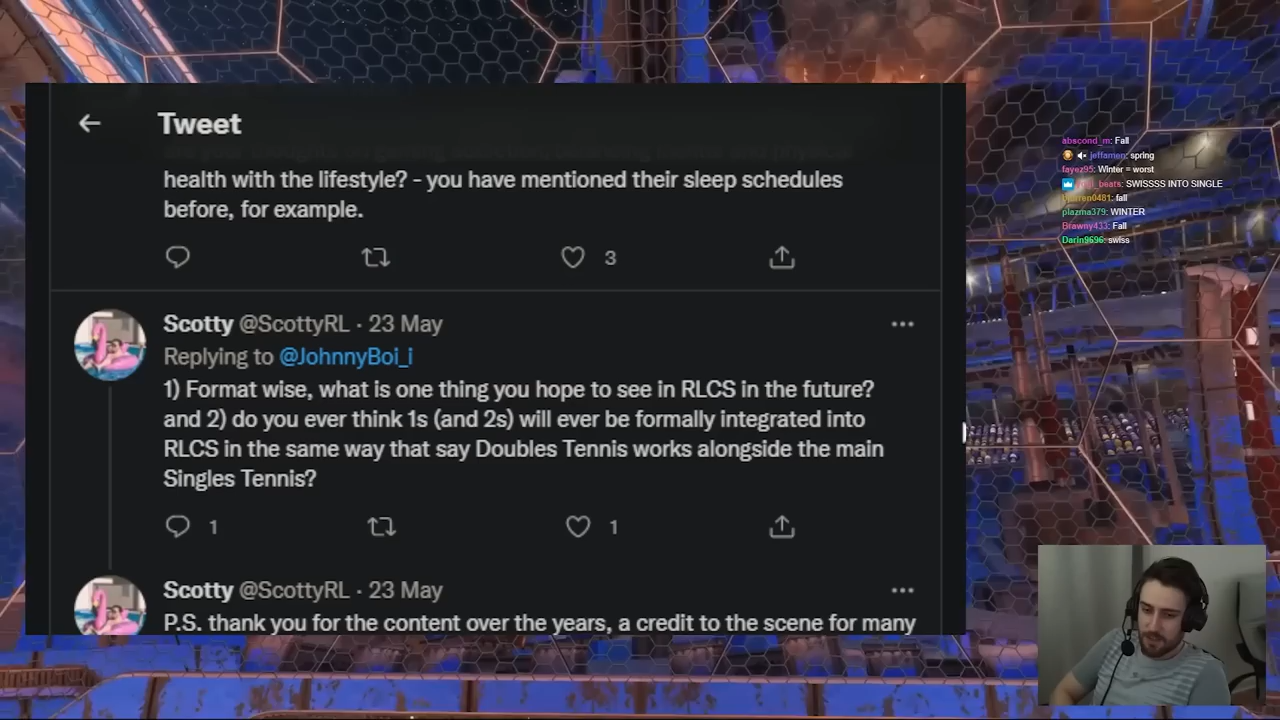 Tweet
health with the lifestyle? - you have mentioned their sleep schedules
before, for example.
3
Scotty @ScottyRL · 23 May
Replying to @JohnnyBoi_i
1) Format wise, what is one thing you hope to see in RLCS in the future?
and 2) do you ever think 1s (and 2s) will ever be formally integrated into
RLCS in the same way that say Doubles Tennis works alongside the main
Singles Tennis?
1 1
Scotty @ScottyRL · 23 May
P.S. thank you for the content over the years, a credit to the scene for many
abscond_m: Fall
jeffamen: spring
fayez95: Winter = worst
SWISSSS INTO SINGLE
fall
plazma379: WINTER
Brawny433: Fall
Darin9696: swiss